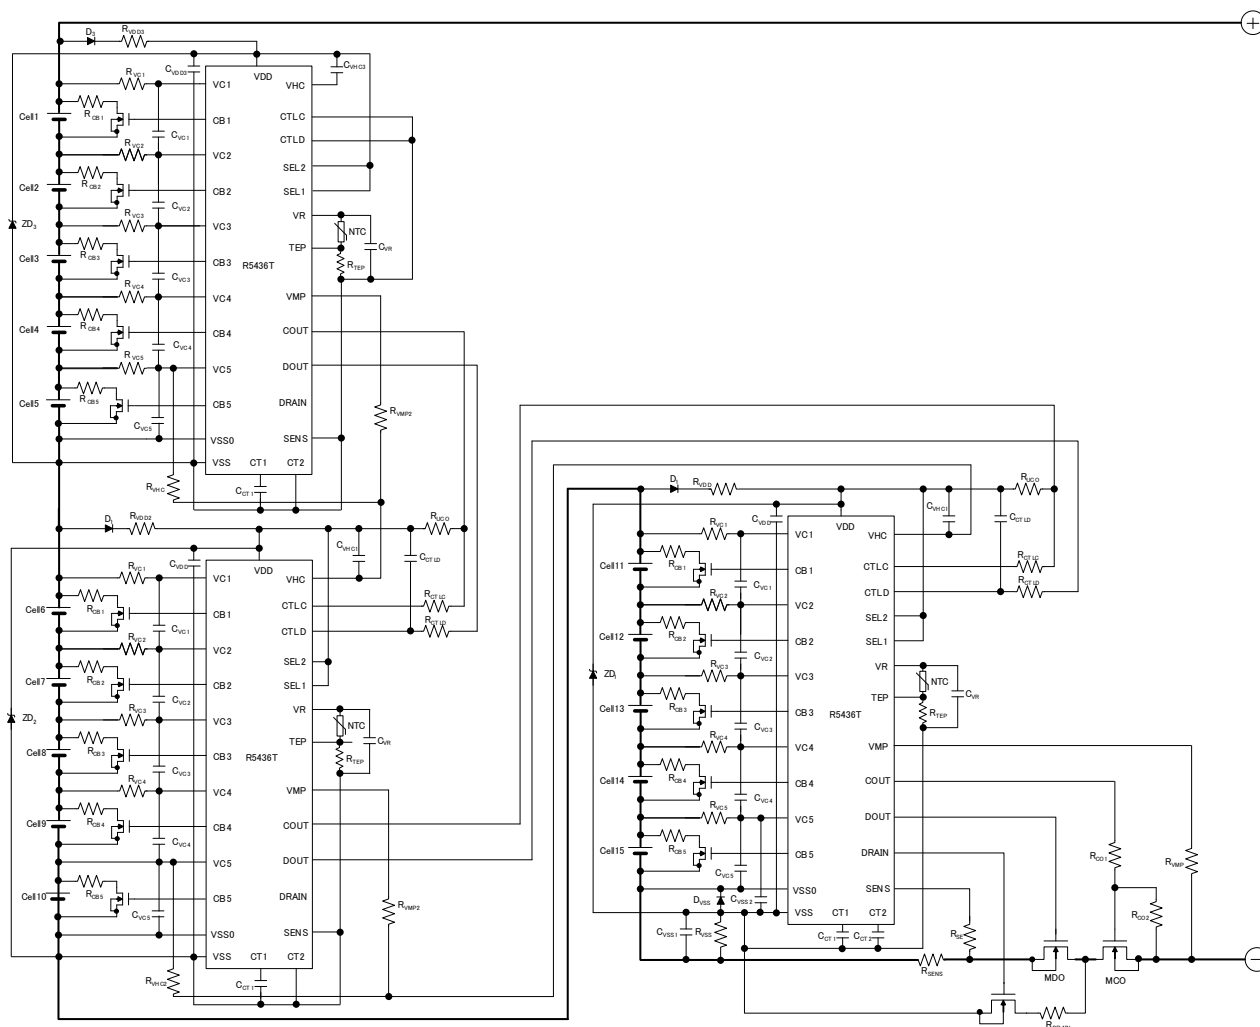 D3 RVDD3
CVDD3 CVHC3
VDD
RVC1 VC1 VHC
Cell1 RCB1 CB1 CTLC
CVC1 CTLD
RVC2 VC2 SEL2
Cell2 RCB2 CB2 SEL1
CVC2
ZD3 RVC3 VC3 VR NTC
TEP CVR
Cell3 RCB3 CB3 R5436T RTEP
CVC3
RVC4 VC4 VMP
Cell4 RCB4 CB4 COUT
CVC4
RVC5 VC5 DOUT
Cell5 RCB5 CB5 DRAIN RVMP2
CVC5
VSS0 SENS
VSS CT1 CT2
RVHC CCT1
D1 RVDD2 RUCO
CVDD CVHC1 CCTLD
VDD
RVC1 VC1 VHC
Cell6 RCB1 CB1 CTLC RCTLC
CVC1 CTLD RCTLD
RVC2 VC2 SEL2
Cell7 RCB2 CB2 SEL1
CVC2
ZD2 RVC3 VC3 VR NTC
TEP CVR
Cell8 RCB3 CB3 R5436T RTEP
CVC3
RVC4 VC4 VMP
Cell9 RCB4 CB4 COUT
CVC4
VC5 DOUT
Cell10 RCB5 CB5 DRAIN RVMP2
CVC5
VSS0 SENS
VSS CT1 CT2
RVHC2 CCT1
D1 RVDD RUCO
CVDD CVHC1 CCTLD
VDD
RVC1 VC1 VHC
Cell11 RCB1 CB1 CTLC RCTLC
CVC1 CTLD RCTLD
RVC2 VC2 SEL2
Cell12 RCB2 CB2 SEL1
CVC2
ZD1 RVC3 VC3 VR NTC
TEP CVR
Cell13 RCB3 CB3 R5436T RTEP
CVC3
RVC4 VC4 VMP
Cell14 RCB4 CB4 COUT
CVC4
RVC5 VC5 DOUT
Cell15 RCB5 CB5 DRAIN RCO1 RVMP
CVC5
VSS0 SENS
DVSS CVSS2 VSS CT1 CT2 RCO2
CVSS1 RVSS CCT1 CCT2 RSE
RSENS MDO MCO